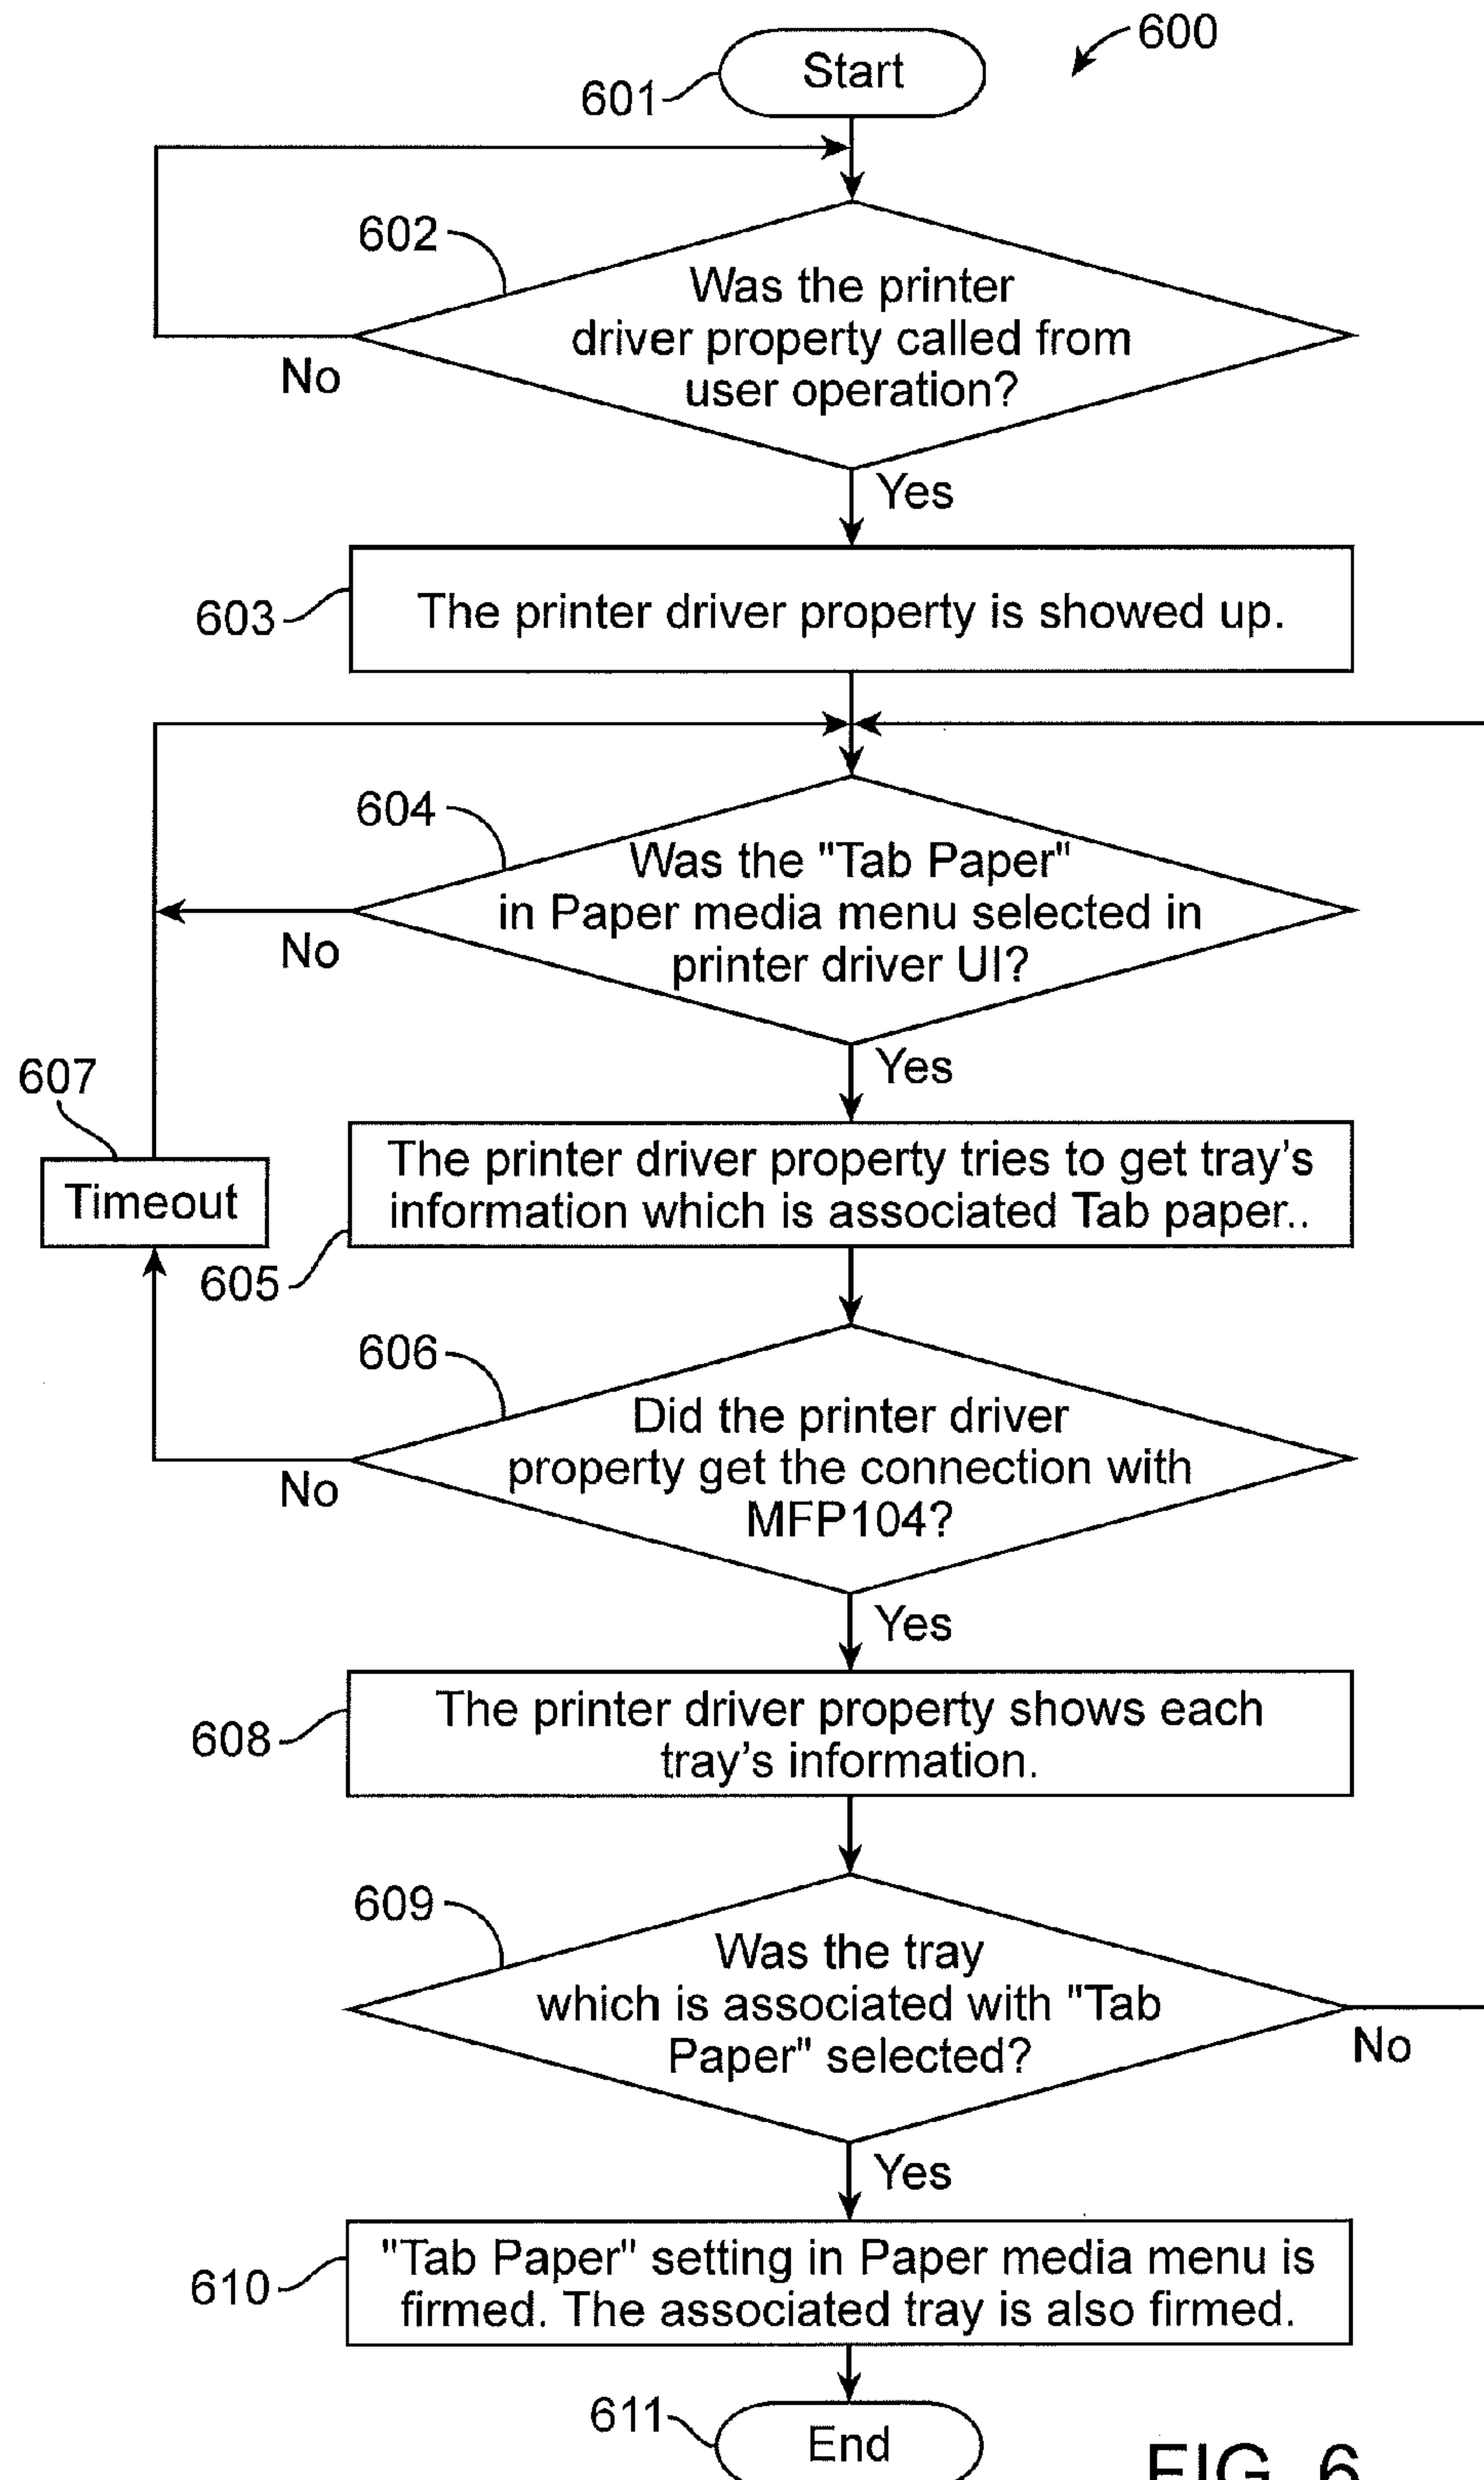 600
Start
601
602
Was the printer
driver property called from
user operation?
No
Yes
603
The printer driver property is showed up.
604
Was the "Tab Paper"
in Paper media menu selected in
printer driver UI?
No
Yes
607
Timeout
The printer driver property tries to get tray's
information which is associated Tab paper..
605
606
Did the printer driver
property get the connection with
MFP104?
No
Yes
608
The printer driver property shows each
tray's information.
609
Was the tray
which is associated with "Tab
Paper" selected?
No
Yes
610
"Tab Paper" setting in Paper media menu is
firmed. The associated tray is also firmed.
611
End
FIG. 6